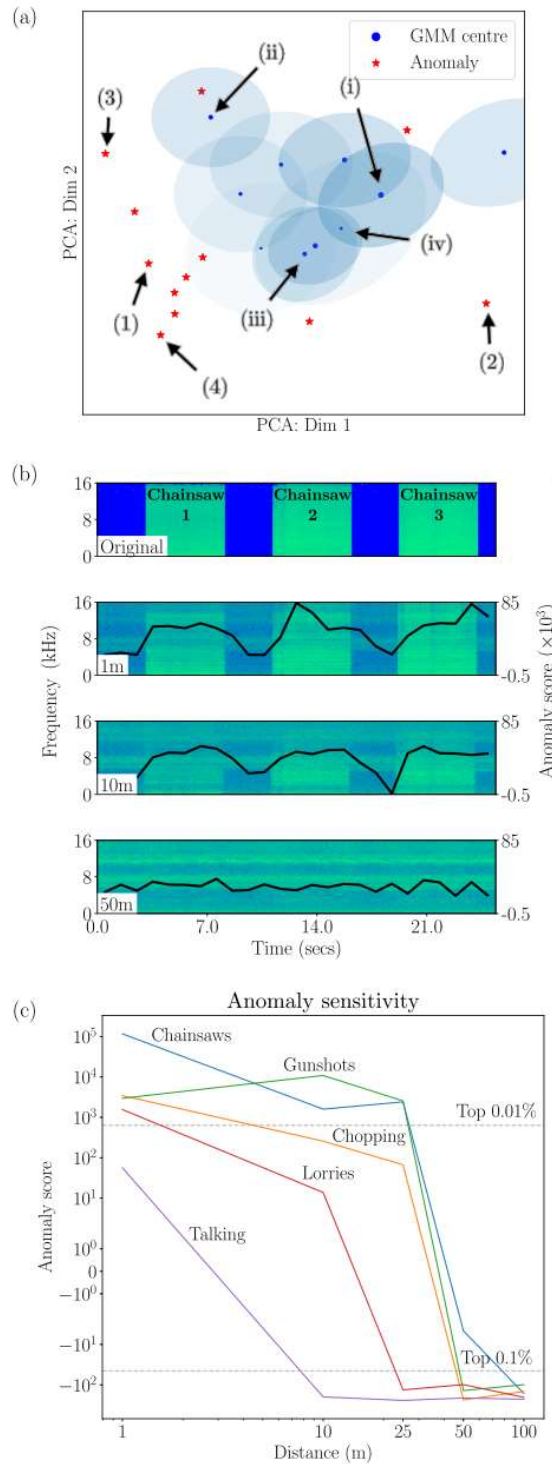 (a)
GMM centre
Anomaly
(ii)
(i)
(3)
(iv)
(1)
(iii)
(2)
(4)
PCA: Dim 2
PCA: Dim 1
(b)
16
8
0
Chainsaw 1
Chainsaw 2
Chainsaw 3
Original
16
8
0
1m
85
-0.5
16
8
0
10m
85
-0.5
16
8
0
50m
85
-0.5
Frequency (kHz)
Anomaly score (×10³)
0.0
7.0
14.0
21.0
Time (secs)
(c)
Anomaly sensitivity
10⁵
10⁴
10³
10²
10¹
10⁰
0
−10⁰
−10¹
−10²
Chainsaws
Gunshots
Top 0.01%
Chopping
Lorries
Talking
Top 0.1%
Anomaly score
1
10
25
50
100
Distance (m)